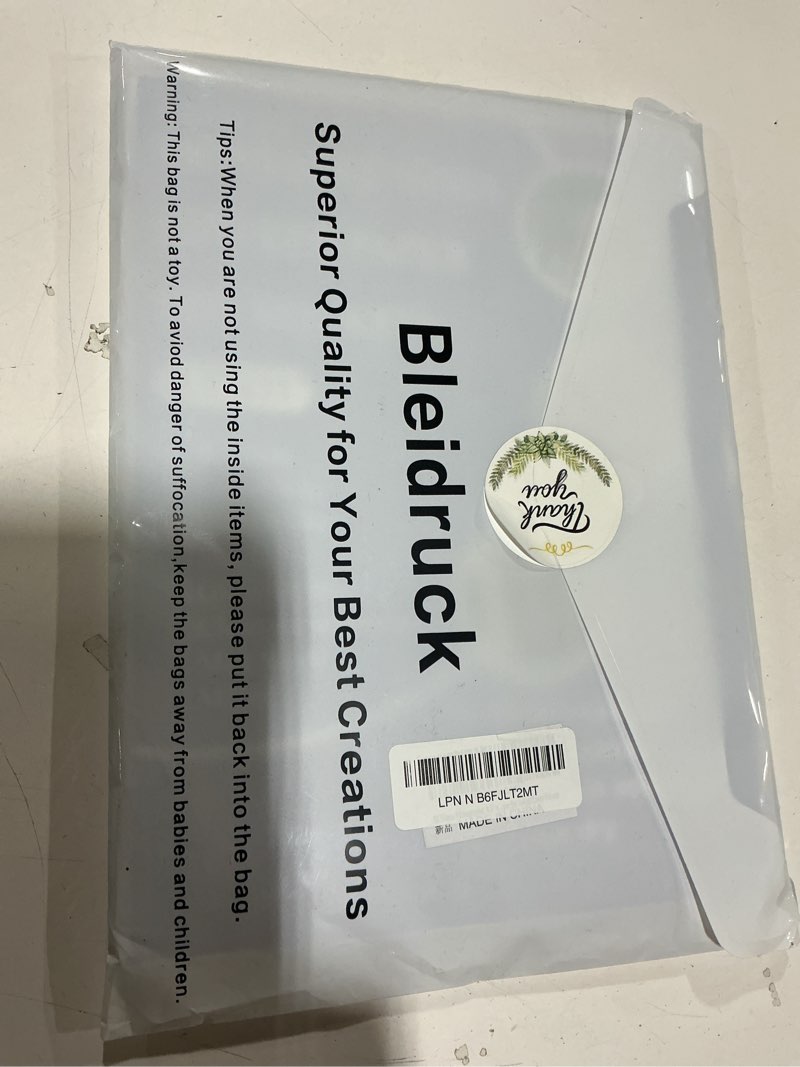 Thank
you
Bleidruck
Superior Quality for Your Best Creations
Tips:When you are not using the inside items, please put it back into the bag.
Warning: This bag is not a toy. To aviod danger of suffocation,keep the bags away from babies and children.
LPN N B6FJLT2MT
MADE IN